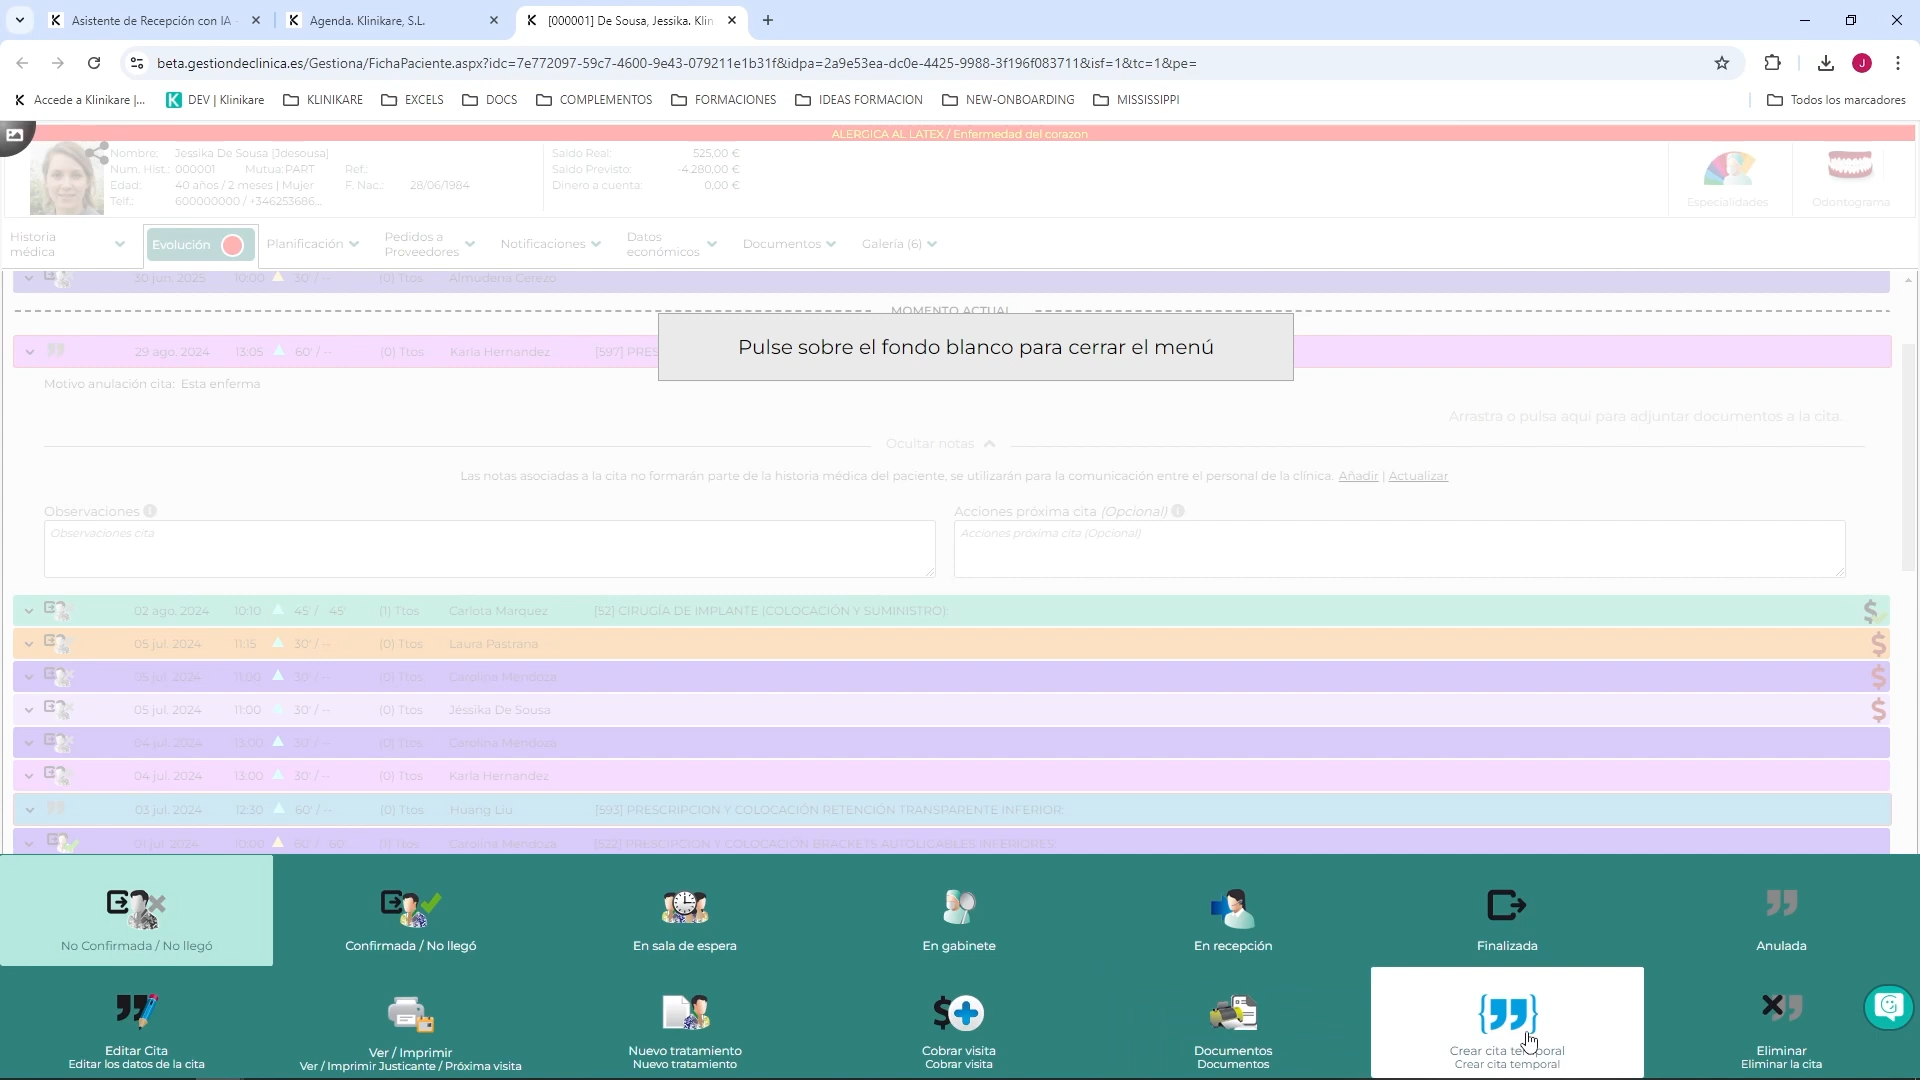 Asistente de Recepción con IA
Agenda. Klinikare, S.L.
[000001] De Sousa, Jessika. Klin
beta.gestiondeclinica.es/Gestiona/FichaPaciente.aspx?idc=7e772097-59c7-4600-9e43-079211e1b31f&idpa=2a9e53ea-dc0e-4425-9988-3f196f083711&isf=1&tc=1&pe=
J
Accede a Klinikare |...
DEV | Klinikare
KLINIKARE
EXCELS
DOCS
COMPLEMENTOS
FORMACIONES
IDEAS FORMACION
NEW-ONBOARDING
MISSISSIPPI
Todos los marcadores
ALERGICA AL LATEX / Enfermedad del corazon
Nombre: Jessika De Sousa [Jdesousa]
Num. Hist.: 000001 Mutua: PART Ref.:
Edad: 40 años / 2 meses | Mujer F. Nac.: 28/06/1984
Telf.: 600000000 / +346253686...
Saldo Real: 525,00 €
Saldo Previsto: -4.280,00 €
Dinero a cuenta: 0,00 €
Especialidades
Odontograma
Historia médica
Evolución
Planificación
Pedidos a Proveedores
Notificaciones
Datos económicos
Documentos
Galería (6)
30 jun. 2025 10:00 30' / -- (0) Ttos Almudena Cerezo
MOMENTO ACTUAL
29 ago. 2024 13:05 60' / -- (0) Ttos Karla Hernandez [597] PRES
Pulse sobre el fondo blanco para cerrar el menú
Motivo anulación cita: Esta enferma
Arrastra o pulsa aquí para adjuntar documentos a la cita.
Ocultar notas
Las notas asociadas a la cita no formarán parte de la historia médica del paciente, se utilizarán para la comunicación entre el personal de la clínica. Añadir | Actualizar
Observaciones
Acciones próxima cita (Opcional)
Observaciones cita
Acciones próxima cita (Opcional)
02 ago. 2024 10:10 45' / 45' (1) Ttos Carlota Marquez [52] CIRUGÍA DE IMPLANTE (COLOCACIÓN Y SUMINISTRO):
05 jul. 2024 11:15 30' / -- (0) Ttos Laura Pastrana
05 jul. 2024 11:00 30' / -- (0) Ttos Carolina Mendoza
05 jul. 2024 11:00 30' / -- (0) Ttos Jéssika De Sousa
04 jul. 2024 13:00 30' / -- (0) Ttos Carolina Mendoza
04 jul. 2024 13:00 30' / -- (0) Ttos Karla Hernandez
03 jul. 2024 12:30 60' / -- (0) Ttos Huang Liu [593] PRESCRIPCION Y COLOCACIÓN RETENCIÓN TRANSPARENTE INFERIOR:
01 jul. 2024 10:00 60' / 60' (1) Ttos Carolina Mendoza [522] PRESCIPCION Y COLOCACIÓN BRACKETS AUTOLIGABLES INFERIORES:
No Confirmada / No llegó
Confirmada / No llegó
En sala de espera
En gabinete
En recepción
Finalizada
Anulada
Editar Cita
Editar los datos de la cita
Ver / Imprimir
Ver / Imprimir Justicante / Próxima visita
Nuevo tratamiento
Nuevo tratamiento
Cobrar visita
Cobrar visita
Documentos
Documentos
Crear cita temporal
Crear cita temporal
Eliminar
Eliminar la cita